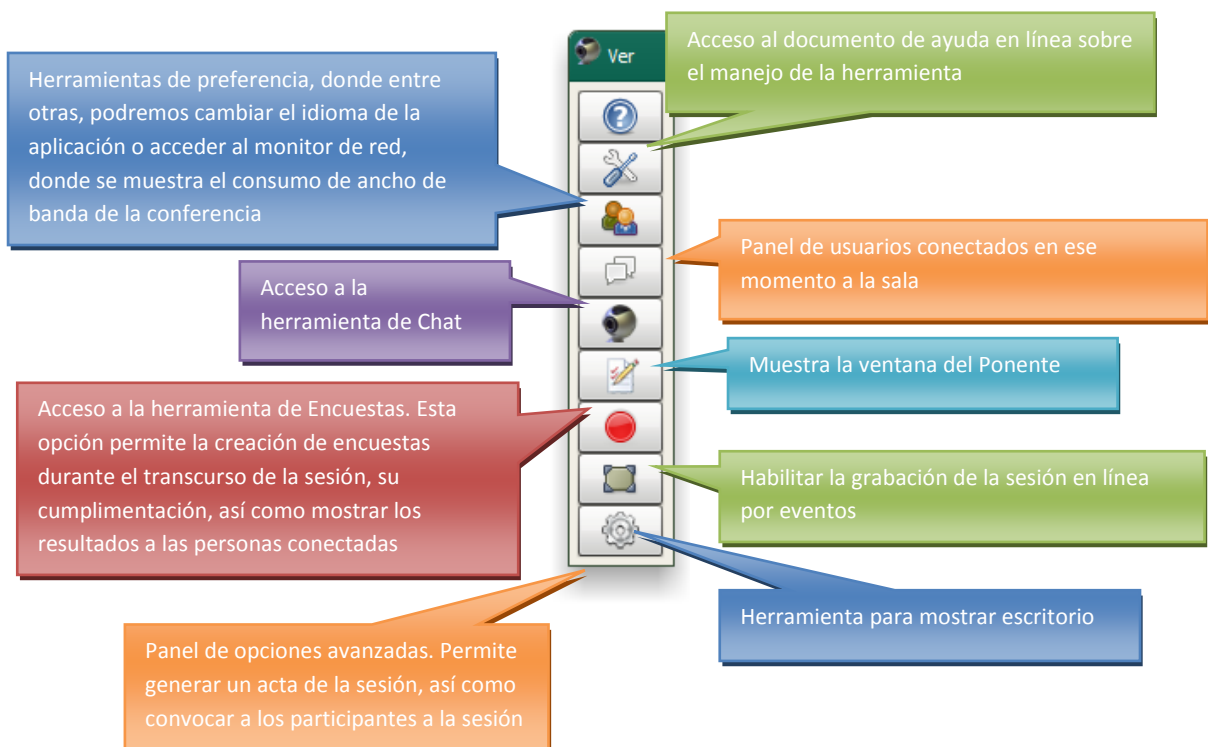 Ver
Acceso al documento de ayuda en línea sobre
el manejo de la herramienta
Herramientas de preferencia, donde entre
otras, podremos cambiar el idioma de la
aplicación o acceder al monitor de red,
donde se muestra el consumo de ancho de
banda de la conferencia
Panel de usuarios conectados en ese
momento a la sala
Acceso a la
herramienta de Chat
Muestra la ventana del Ponente
Acceso a la herramienta de Encuestas. Esta
opción permite la creación de encuestas
durante el transcurso de la sesión, su
cumplimentación, así como mostrar los
resultados a las personas conectadas
Habilitar la grabación de la sesión en línea
por eventos
Herramienta para mostrar escritorio
Panel de opciones avanzadas. Permite
generar un acta de la sesión, así como
convocar a los participantes a la sesión